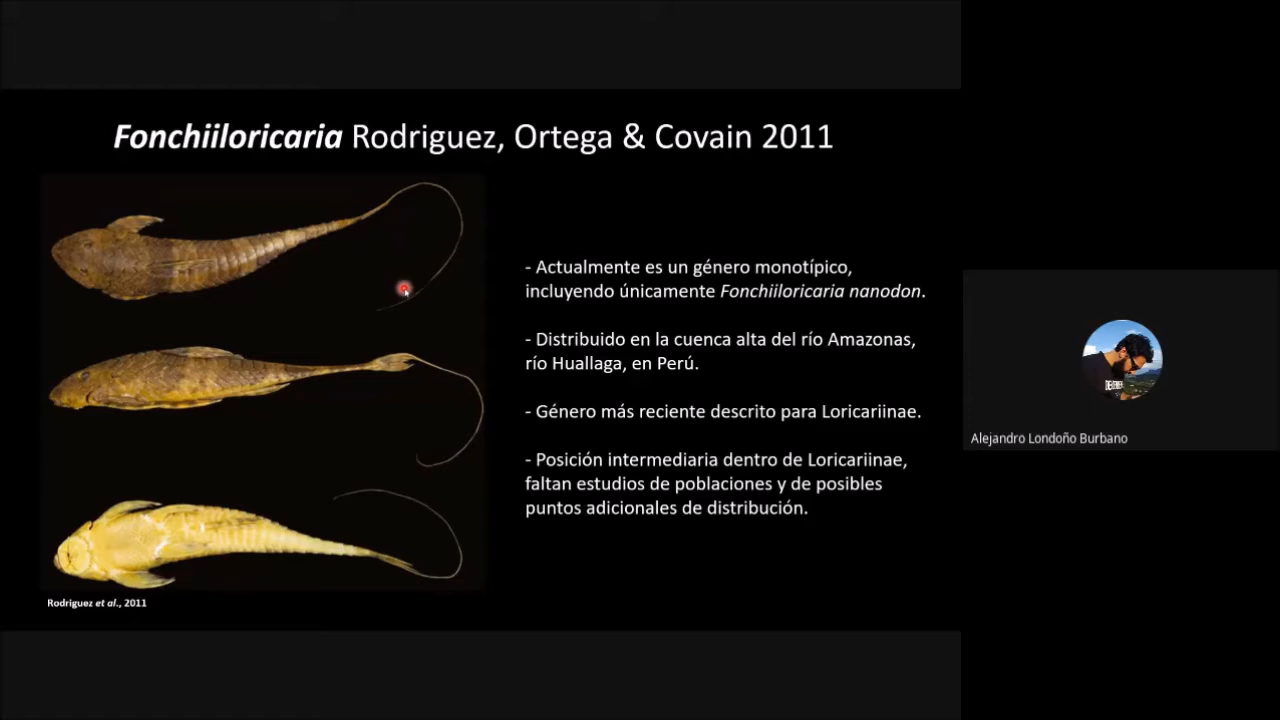 Fonchiiloricaria Rodriguez, Ortega & Covain 2011
- Actualmente es un género monotípico,
incluyendo únicamente Fonchiiloricaria nanodon.
- Distribuido en la cuenca alta del río Amazonas,
río Huallaga, en Perú.
- Género más reciente descrito para Loricariinae.
- Posición intermediaria dentro de Loricariinae,
faltan estudios de poblaciones y de posibles
puntos adicionales de distribución.
Rodriguez et al., 2011
Alejandro Londoño Burbano